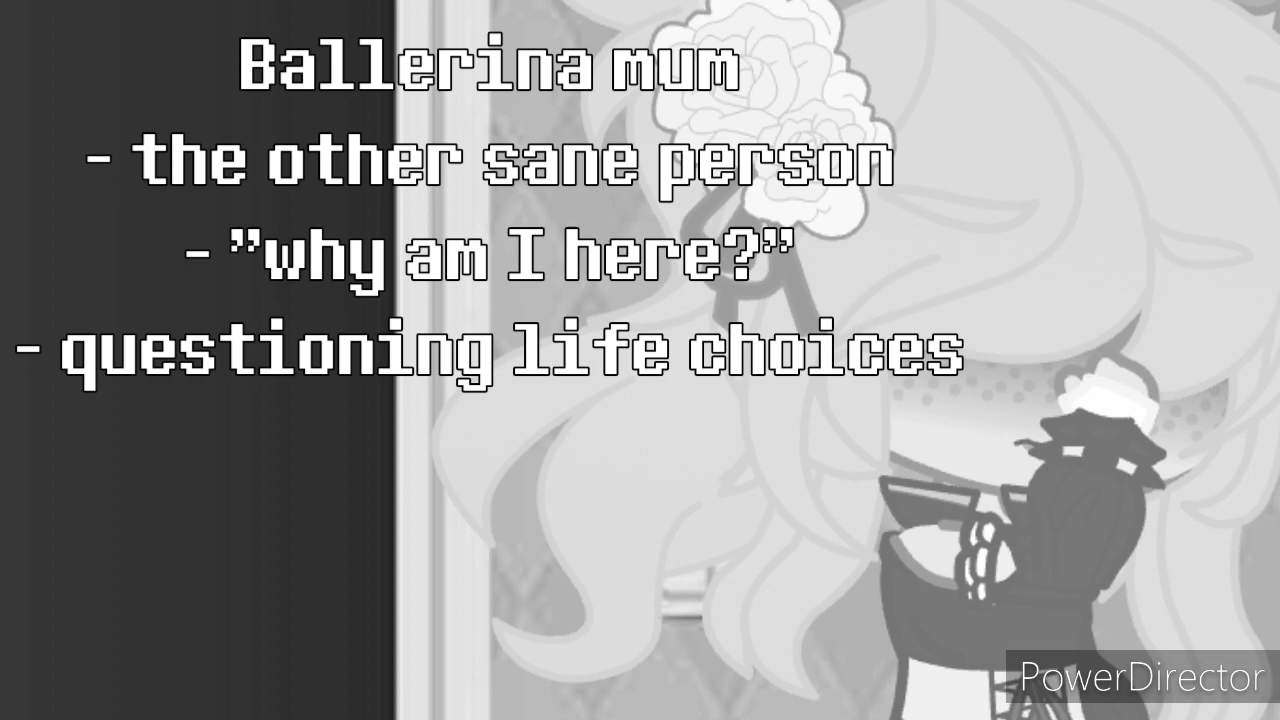 Ballerina mum
- the other sane person
- "why am I here?"
- questioning life choices
PowerDirector